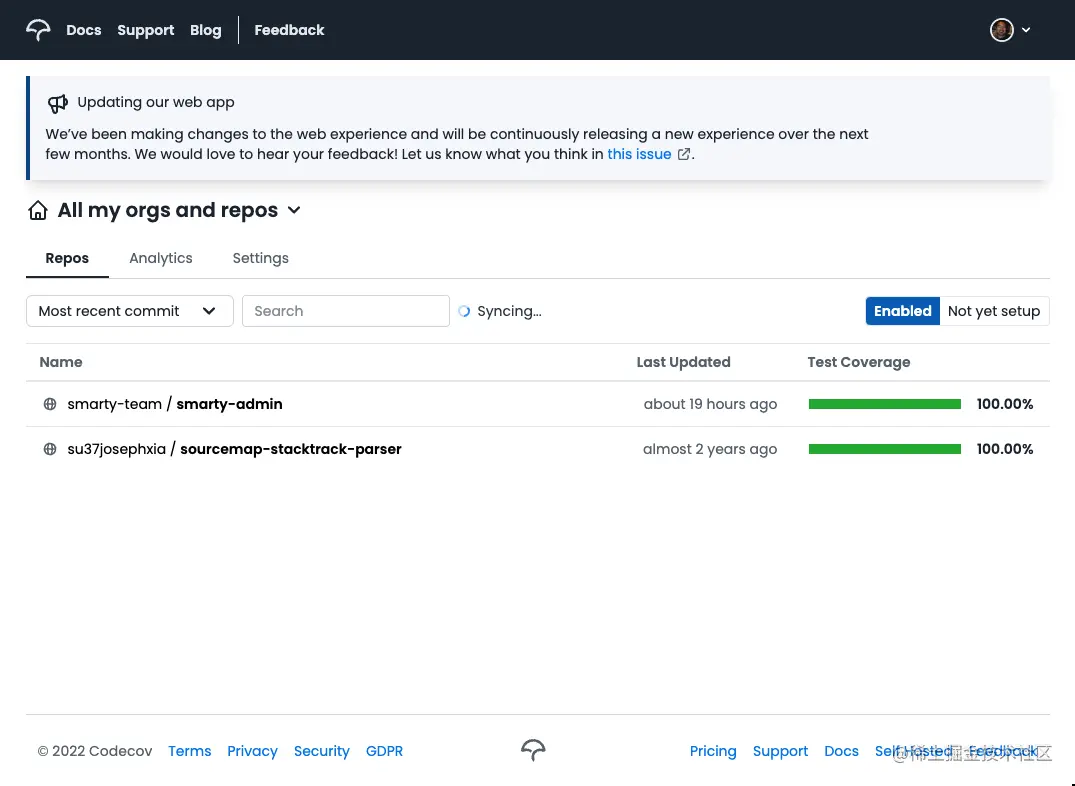 Docs Support Blog Feedback
Updating our web app
We've been making changes to the web experience and will be continuously releasing a new experience over the next
few months. We would love to hear your feedback! Let us know what you think in this issue.
All my orgs and repos
Repos Analytics Settings
Most recent commit Search Syncing... Enabled Not yet setup
Name Last Updated Test Coverage
smarty-team / smarty-admin about 19 hours ago 100.00%
su37josephxia / sourcemap-stacktrack-parser almost 2 years ago 100.00%
© 2022 Codecov Terms Privacy Security GDPR Pricing Support Docs Self Hosted Feedback
@稀土掘金技术社区